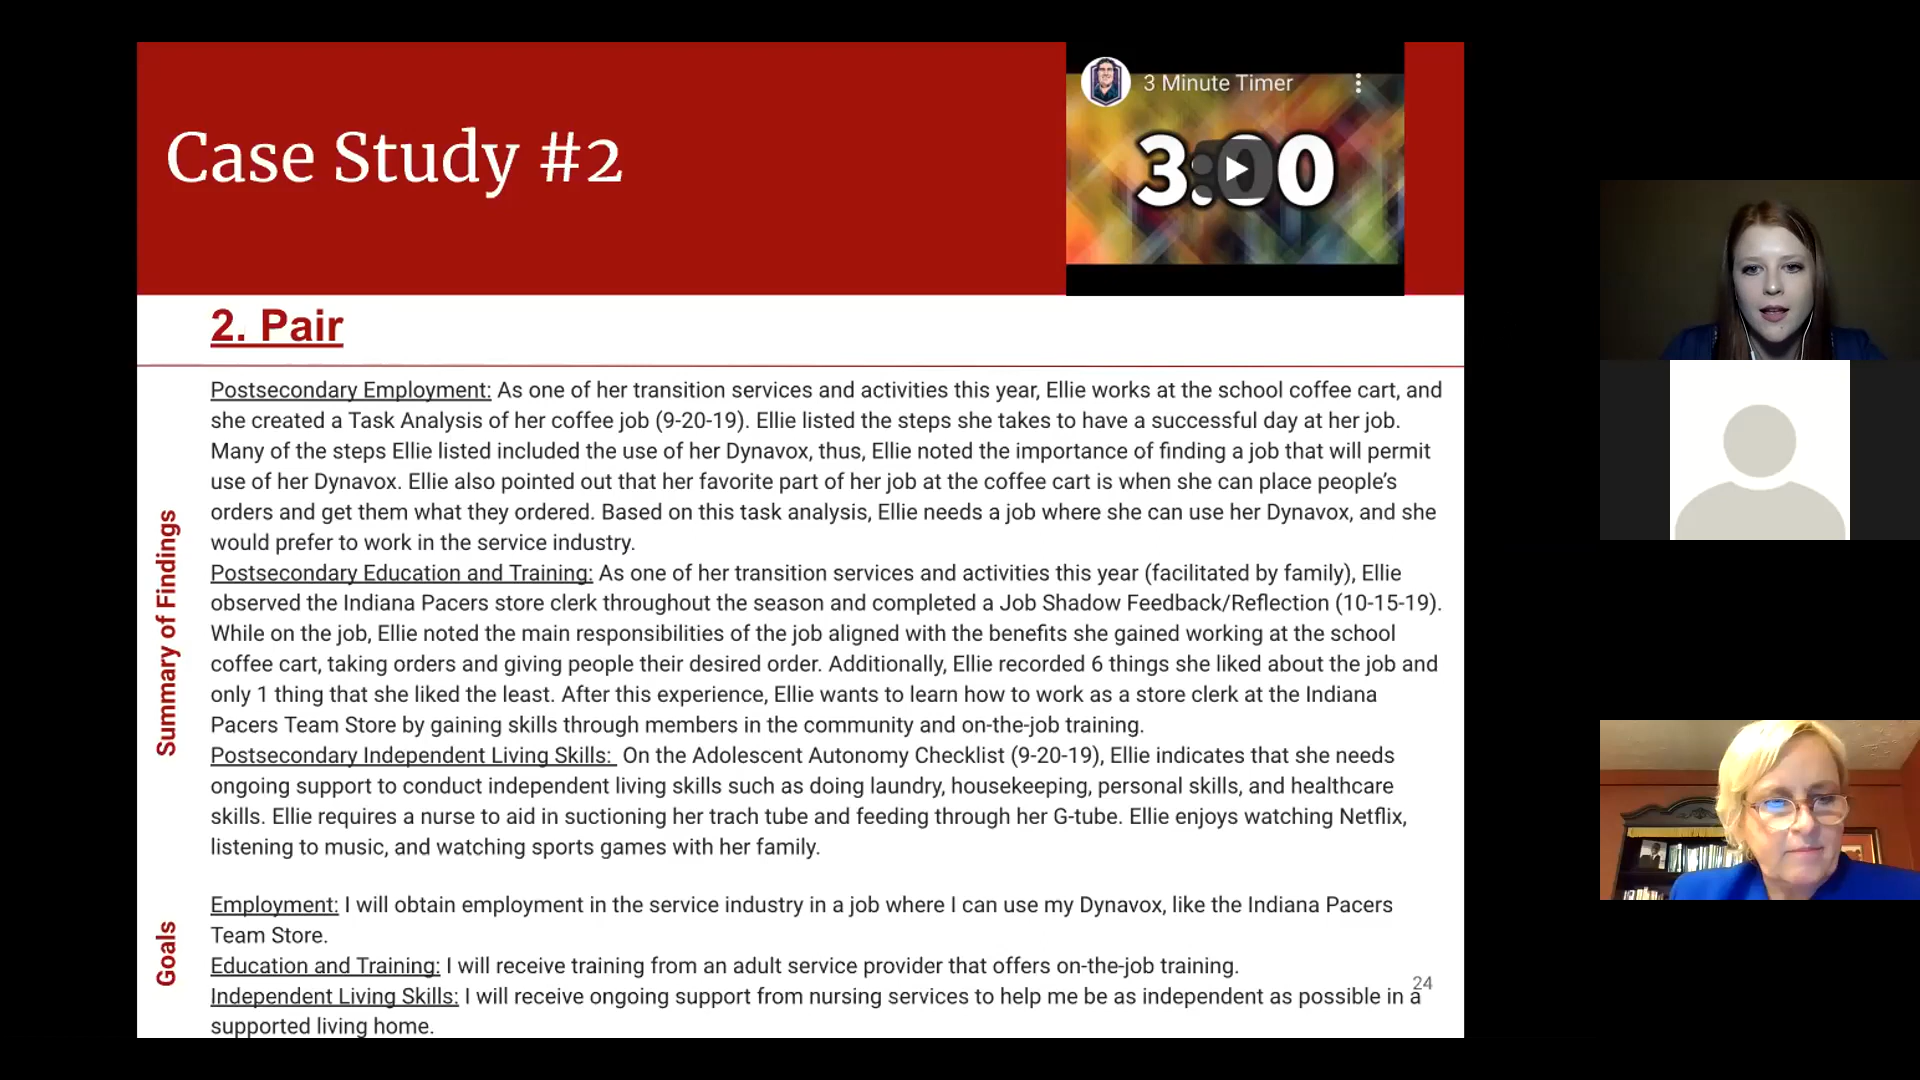 Case Study #2
3 Minute Timer
3:00
2. Pair
Summary of Findings
Postsecondary Employment: As one of her transition services and activities this year, Ellie works at the school coffee cart, and
she created a Task Analysis of her coffee job (9-20-19). Ellie listed the steps she takes to have a successful day at her job.
Many of the steps Ellie listed included the use of her Dynavox, thus, Ellie noted the importance of finding a job that will permit
use of her Dynavox. Ellie also pointed out that her favorite part of her job at the coffee cart is when she can place people’s
orders and get them what they ordered. Based on this task analysis, Ellie needs a job where she can use her Dynavox, and she
would prefer to work in the service industry.
Postsecondary Education and Training: As one of her transition services and activities this year (facilitated by family), Ellie
observed the Indiana Pacers store clerk throughout the season and completed a Job Shadow Feedback/Reflection (10-15-19).
While on the job, Ellie noted the main responsibilities of the job aligned with the benefits she gained working at the school
coffee cart, taking orders and giving people their desired order. Additionally, Ellie recorded 6 things she liked about the job and
only 1 thing that she liked the least. After this experience, Ellie wants to learn how to work as a store clerk at the Indiana
Pacers Team Store by gaining skills through members in the community and on-the-job training.
Postsecondary Independent Living Skills: On the Adolescent Autonomy Checklist (9-20-19), Ellie indicates that she needs
ongoing support to conduct independent living skills such as doing laundry, housekeeping, personal skills, and healthcare
skills. Ellie requires a nurse to aid in suctioning her trach tube and feeding through her G-tube. Ellie enjoys watching Netflix,
listening to music, and watching sports games with her family.
Goals
Employment: I will obtain employment in the service industry in a job where I can use my Dynavox, like the Indiana Pacers
Team Store.
Education and Training: I will receive training from an adult service provider that offers on-the-job training.
Independent Living Skills: I will receive ongoing support from nursing services to help me be as independent as possible in a
supported living home.
24